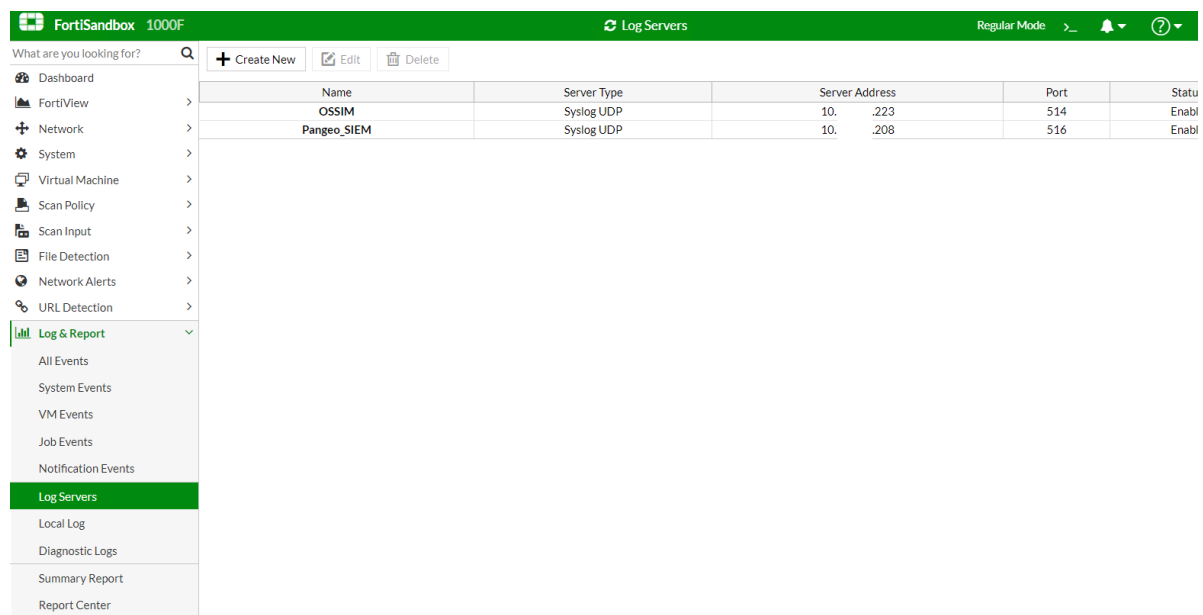 FortiSandbox 1000F Log Servers Regular Mode >_
What are you looking for? Create New Edit Delete
Dashboard
FortiView
Network
System
Virtual Machine
Scan Policy
Scan Input
File Detection
Network Alerts
URL Detection
Log & Report
All Events
System Events
VM Events
Job Events
Notification Events
Log Servers
Local Log
Diagnostic Logs
Summary Report
Report Center
Name Server Type Server Address Port Statu
OSSIM Syslog UDP 10. .223 514 Enabl
Pangeo_SIEM Syslog UDP 10. .208 516 Enabl